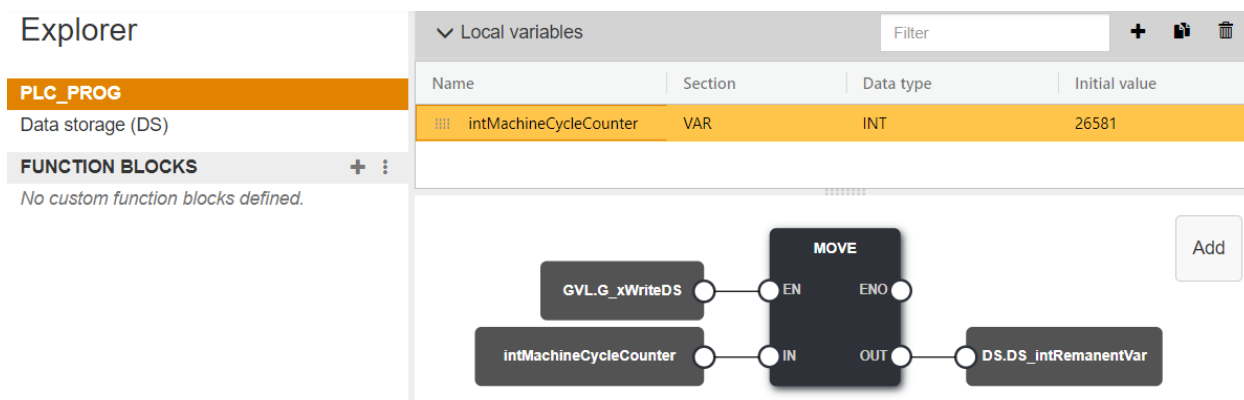 Explorer
PLC_PROG
Data storage (DS)
FUNCTION BLOCKS
No custom function blocks defined.
Local variables
Filter
Name Section Data type Initial value
intMachineCycleCounter VAR INT 26581
Add
MOVE
GVL.G_xWriteDS EN ENO
intMachineCycleCounter IN OUT DS.DS_intRemanentVar